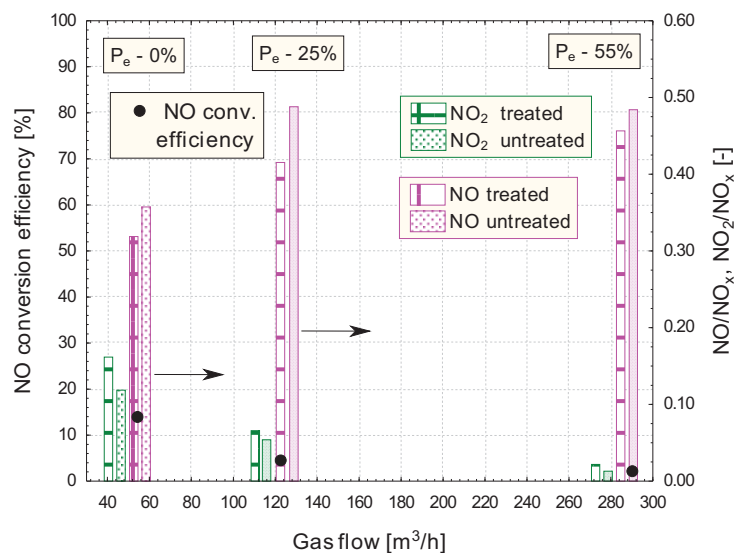 P_e - 0%
P_e - 25%
P_e - 55%
NO conv.
efficiency
NO₂ treated
NO₂ untreated
NO treated
NO untreated
NO conversion efficiency [%]
100
90
80
70
60
50
40
30
20
10
0
0.60
0.50
0.40
0.30
0.20
0.10
0.00
NO/NOₓ, NO₂/NOₓ [-]
40 60 80 100 120 140 160 180 200 220 240 260 280 300
Gas flow [m³/h]